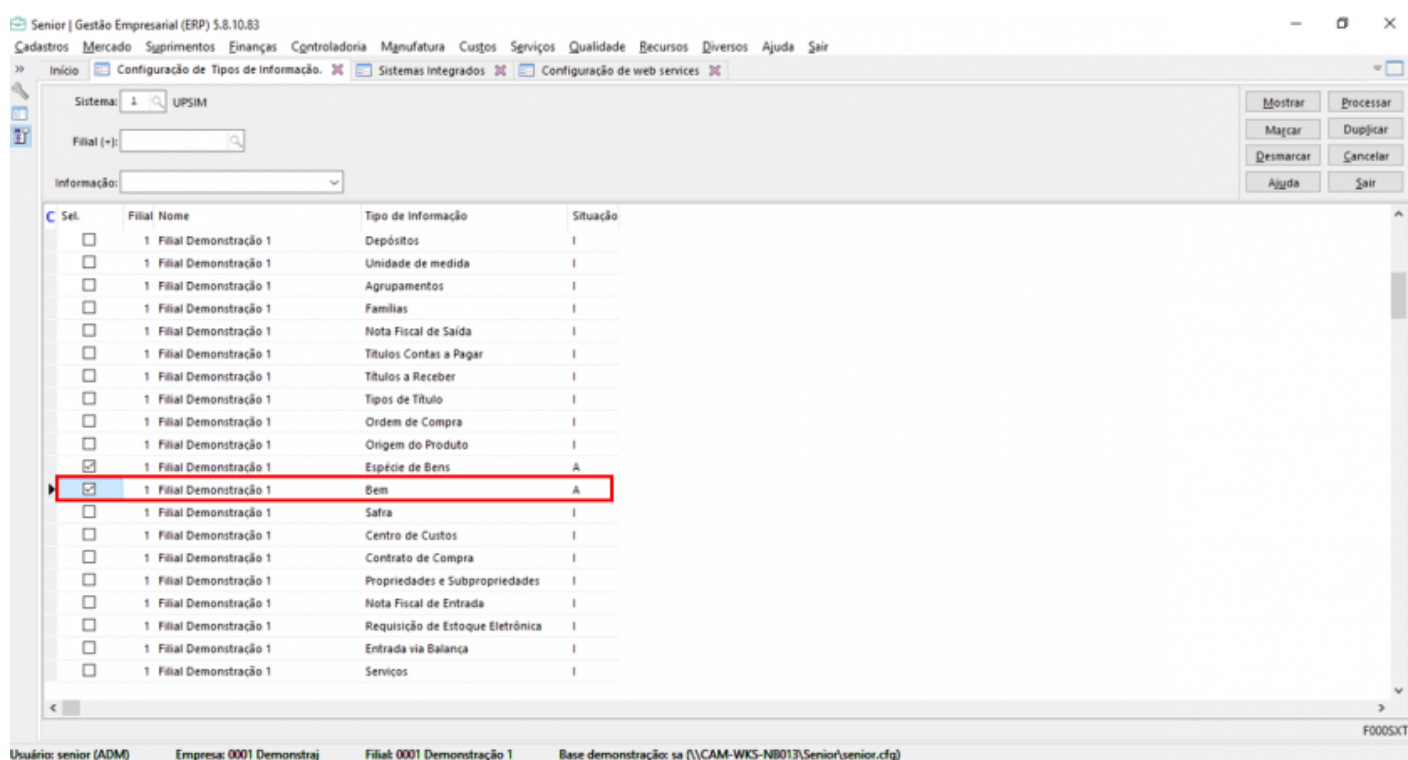 Senior | Gestão Empresarial (ERP) 5.8.10.83
Cadastros Mercado Suprimentos Finanças Controladoria Manufatura Custos Serviços Qualidade Recursos Diversos Ajuda Sair
Início Configuração de Tipos de Informação. Sistemas Integrados Configuração de web services
Sistema: 1 UPSIM Mostrar Processar
Filial (+): Marcar Duplicar
Desmarcar Cancelar
Informação: Ajuda Sair
C Sel. Filial Nome Tipo de Informação Situação
1 Filial Demonstração 1 Depósitos I
1 Filial Demonstração 1 Unidade de medida I
1 Filial Demonstração 1 Agrupamentos I
1 Filial Demonstração 1 Famílias I
1 Filial Demonstração 1 Nota Fiscal de Saída I
1 Filial Demonstração 1 Titulos Contas a Pagar I
1 Filial Demonstração 1 Títulos a Receber I
1 Filial Demonstração 1 Tipos de Título I
1 Filial Demonstração 1 Ordem de Compra I
1 Filial Demonstração 1 Origem do Produto I
1 Filial Demonstração 1 Espécie de Bens A
1 Filial Demonstração 1 Bem A
1 Filial Demonstração 1 Safra I
1 Filial Demonstração 1 Centro de Custos I
1 Filial Demonstração 1 Contrato de Compra I
1 Filial Demonstração 1 Propriedades e Subpropriedades I
1 Filial Demonstração 1 Nota Fiscal de Entrada I
1 Filial Demonstração 1 Requisição de Estoque Eletrônica I
1 Filial Demonstração 1 Entrada via Balança I
1 Filial Demonstração 1 Serviços I
F000SXT
Usuário: senior (ADM) Empresa: 0001 Demonstraj Filial: 0001 Demonstração 1 Base demonstração: sa (\\CAM-WKS-NB013\Senior\senior.cfg)